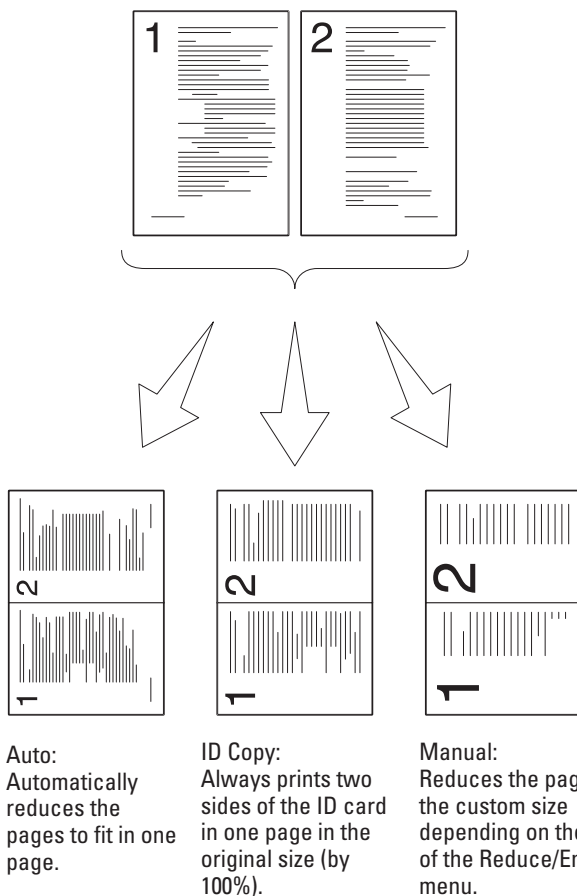 1
2
2
1
2
1
2
1
Auto:
Automatically
reduces the
pages to fit in one
page.
ID Copy:
Always prints two
sides of the ID card
in one page in the
original size (by
100%).
Manual:
Reduces the pag
the custom size
depending on the
of the Reduce/En
menu.